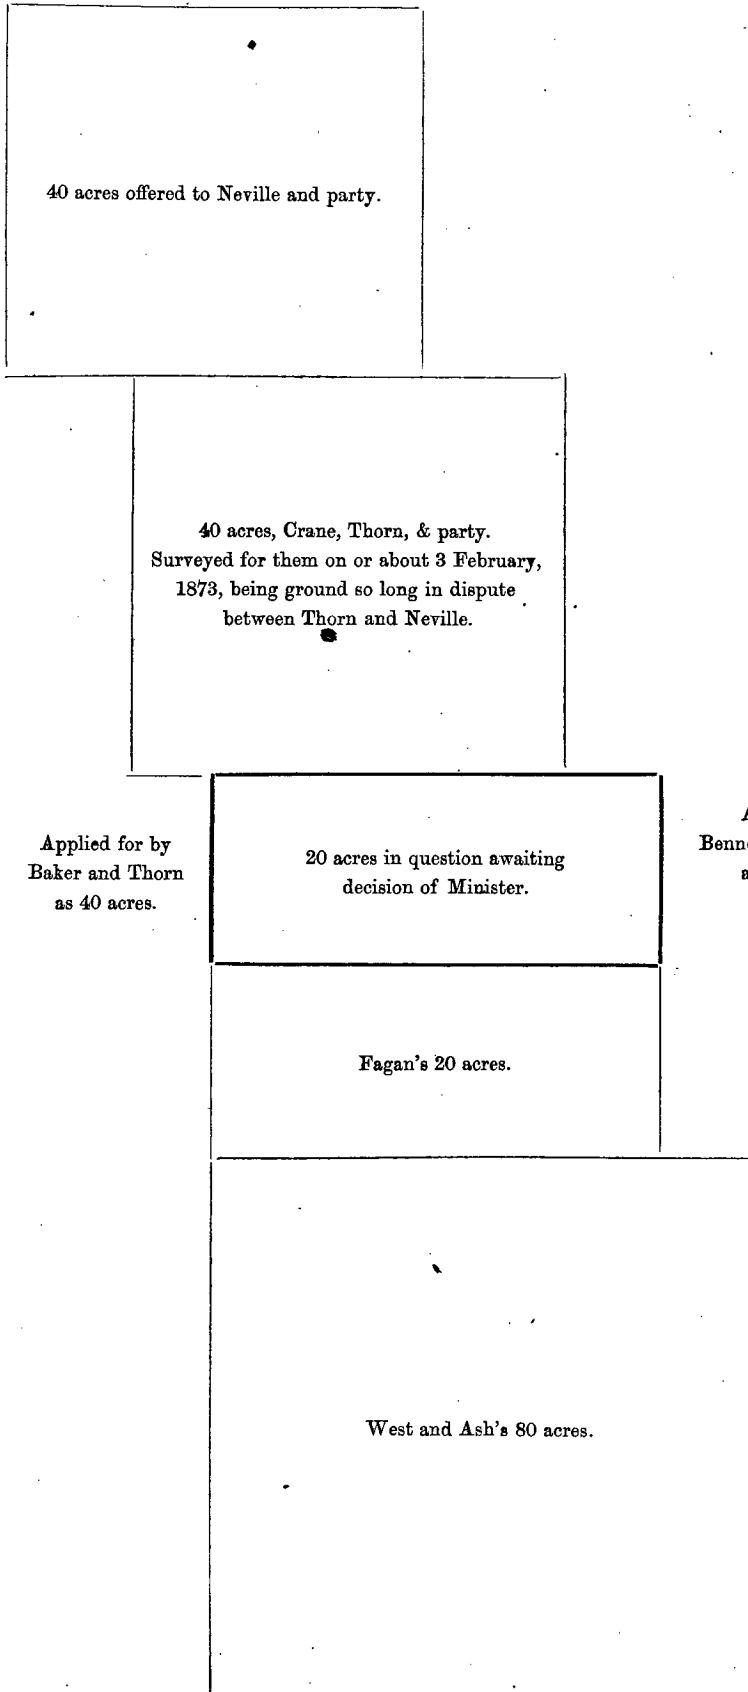 40 acres offered to Neville and party.
40 acres, Crane, Thorn, & party.
Surveyed for them on or about 3 February,
1873, being ground so long in dispute
between Thorn and Neville.
Applied for by
Baker and Thorn
as 40 acres.
20 acres in question awaiting
decision of Minister.
Fagan's 20 acres.
West and Ash's 80 acres.